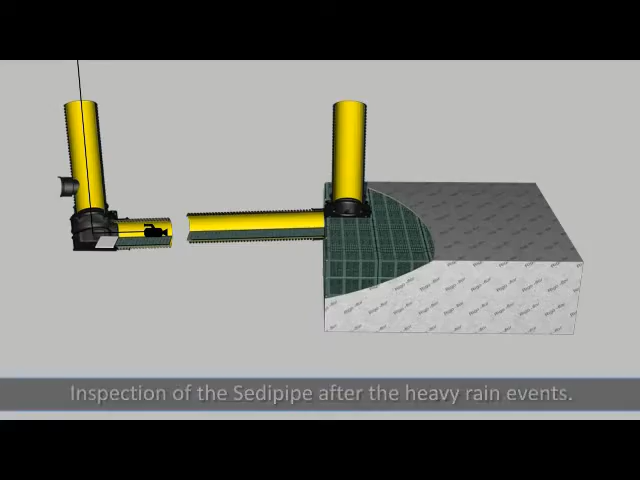 Inspection of the Sedipipe after the heavy rain events.